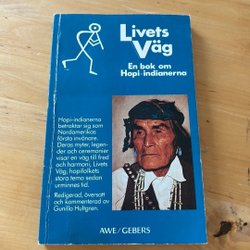 Livets
Väg
En bok om
Hopi-indianerna
Hopi-indianerna
betraktar sig som
Nordamerikas
första invånare.
Deras myter, legen-
der och ceremonier
visar en väg till fred
och harmoni, Livets
Väg, hopifolkets
stora tema sedan
urminnes tid.
Redigerad, översatt
och kommenterad av
Gunilla Hultgren.
AWE/GEBERS